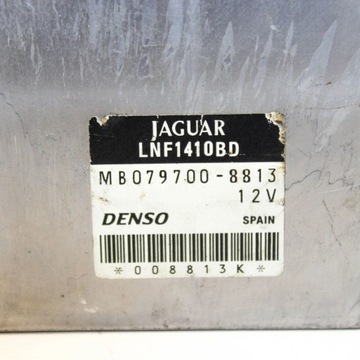 JAGUAR
LNF1410BD
MB079700-8813
12V
DENSO SPAIN
*008813K*